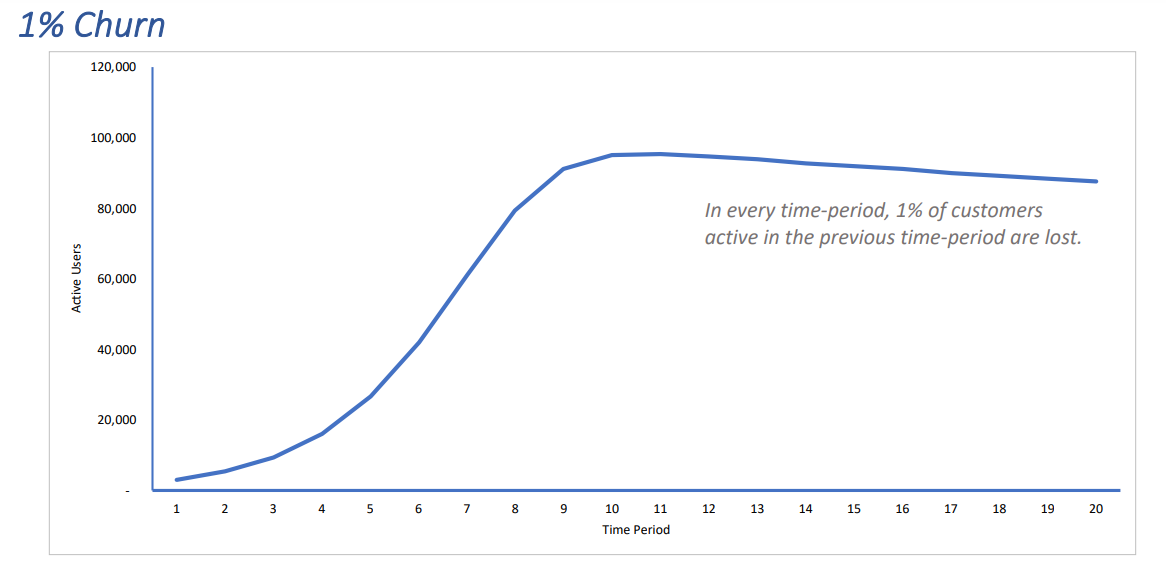 1% Churn
120,000
100,000
80,000
60,000
40,000
20,000
-
Active Users
In every time-period, 1% of customers
active in the previous time-period are lost.
1 2 3 4 5 6 7 8 9 10 11 12 13 14 15 16 17 18 19 20
Time Period